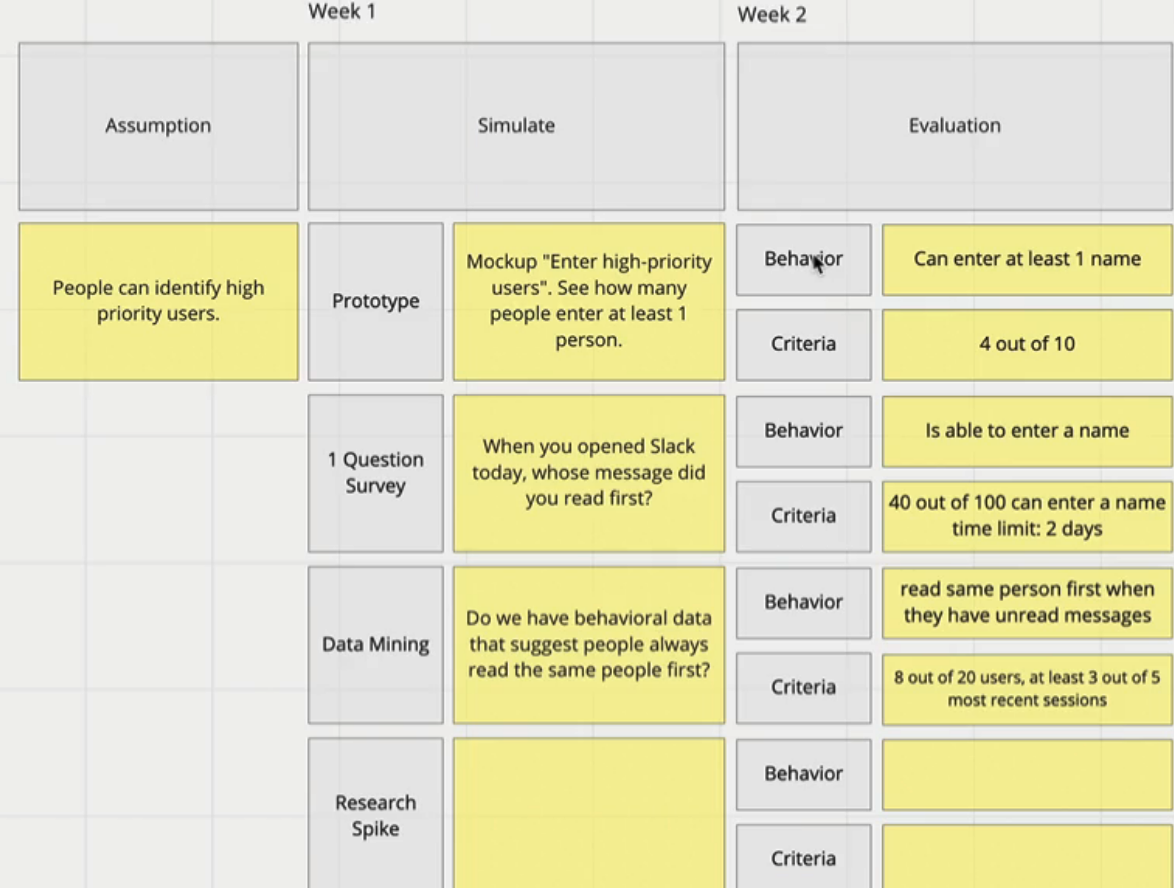 Week 1
Week 2
Assumption
Simulate
Evaluation
People can identify high
priority users.
Prototype
Mockup "Enter high-priority
users". See how many
people enter at least 1
person.
Behavior
Can enter at least 1 name
Criteria
4 out of 10
1 Question
Survey
When you opened Slack
today, whose message did
you read first?
Behavior
Is able to enter a name
Criteria
40 out of 100 can enter a name
time limit: 2 days
Data Mining
Do we have behavioral data
that suggest people always
read the same people first?
Behavior
read same person first when
they have unread messages
Criteria
8 out of 20 users, at least 3 out of 5
most recent sessions
Research
Spike
Behavior
Criteria